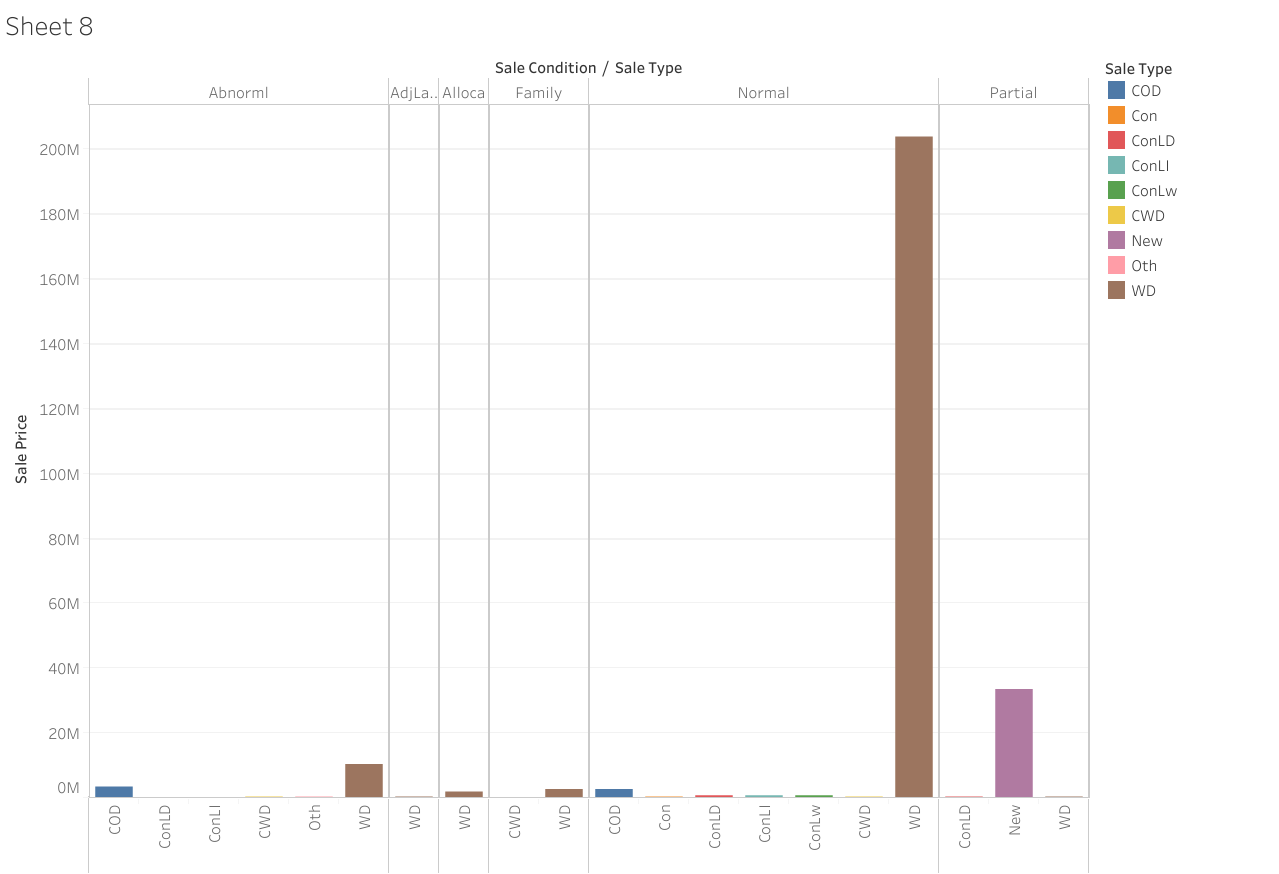 Sheet 8
Sale Condition / Sale Type
Abnorml AdjLa.. Alloca Family Normal Partial
Sale Price
200M
180M
160M
140M
120M
100M
80M
60M
40M
20M
0M
COD ConLD ConLI CWD Oth WD WD WD CWD WD COD Con ConLD ConLI ConLw CWD WD ConLD New WD
Sale Type
COD
Con
ConLD
ConLI
ConLw
CWD
New
Oth
WD